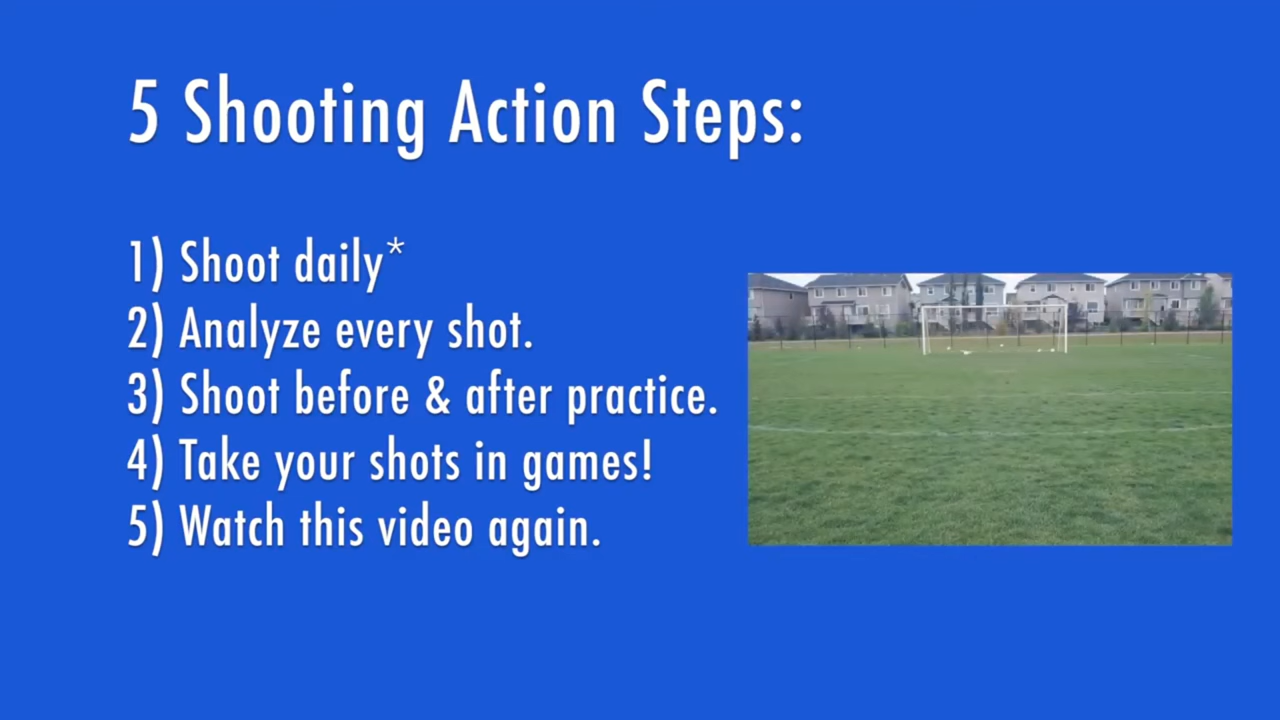 5 Shooting Action Steps:
1) Shoot daily*
2) Analyze every shot.
3) Shoot before & after practice.
4) Take your shots in games!
5) Watch this video again.